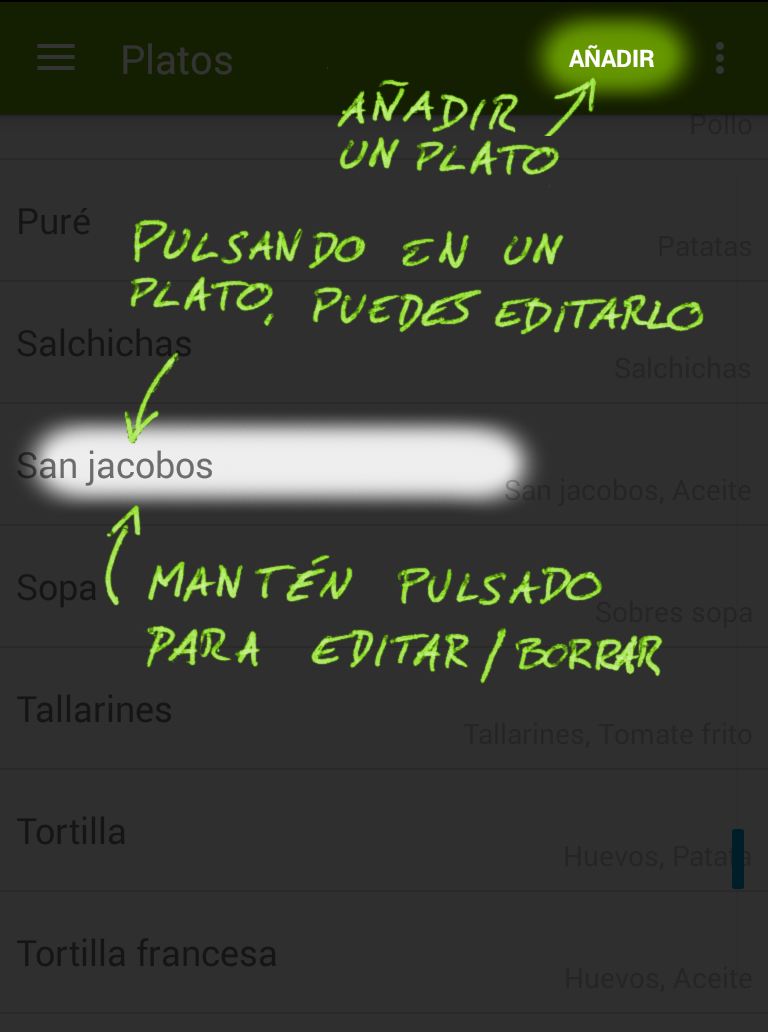 Platos
AÑADIR
AÑADIR
UN PLATO
Pollo
Puré
Patatas
PULSANDO EN UN
PLATO, PUEDES EDITARLO
Salchichas
Salchichas
San jacobos
San jacobos, Aceite
MANTÉN PULSADO
PARA EDITAR / BORRAR
Sopa
Sobres sopa
Tallarines
Tallarines, Tomate frito
Tortilla
Huevos, Patata
Tortilla francesa
Huevos, Aceite